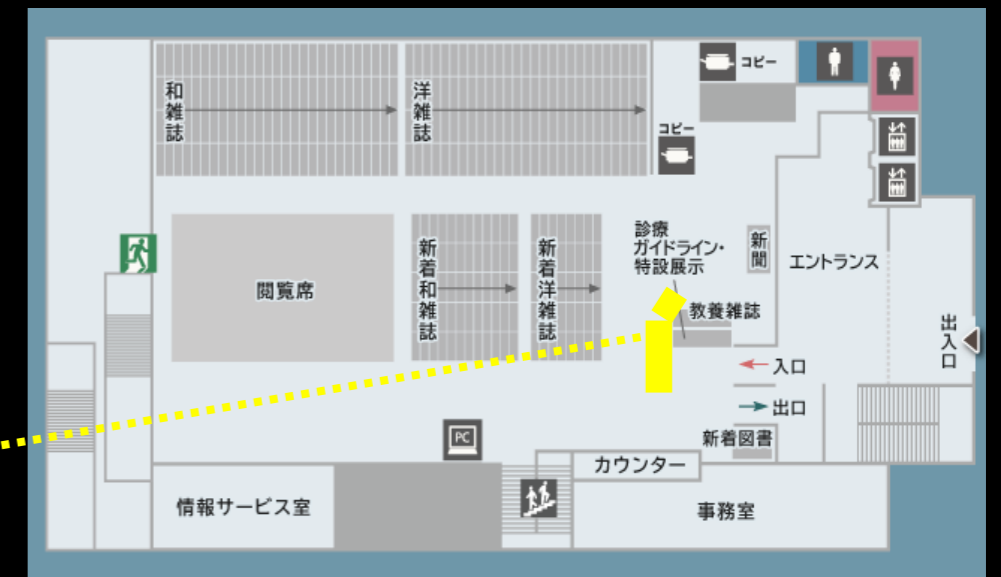 コピー
和雑誌
洋雑誌
コピー
診療
ガイドライン・
特設展示
新聞
エントランス
閲覧席
新着和雑誌
新着洋雑誌
教養雑誌
出入口
入口
出口
新着図書
PC
カウンター
情報サービス室
事務室